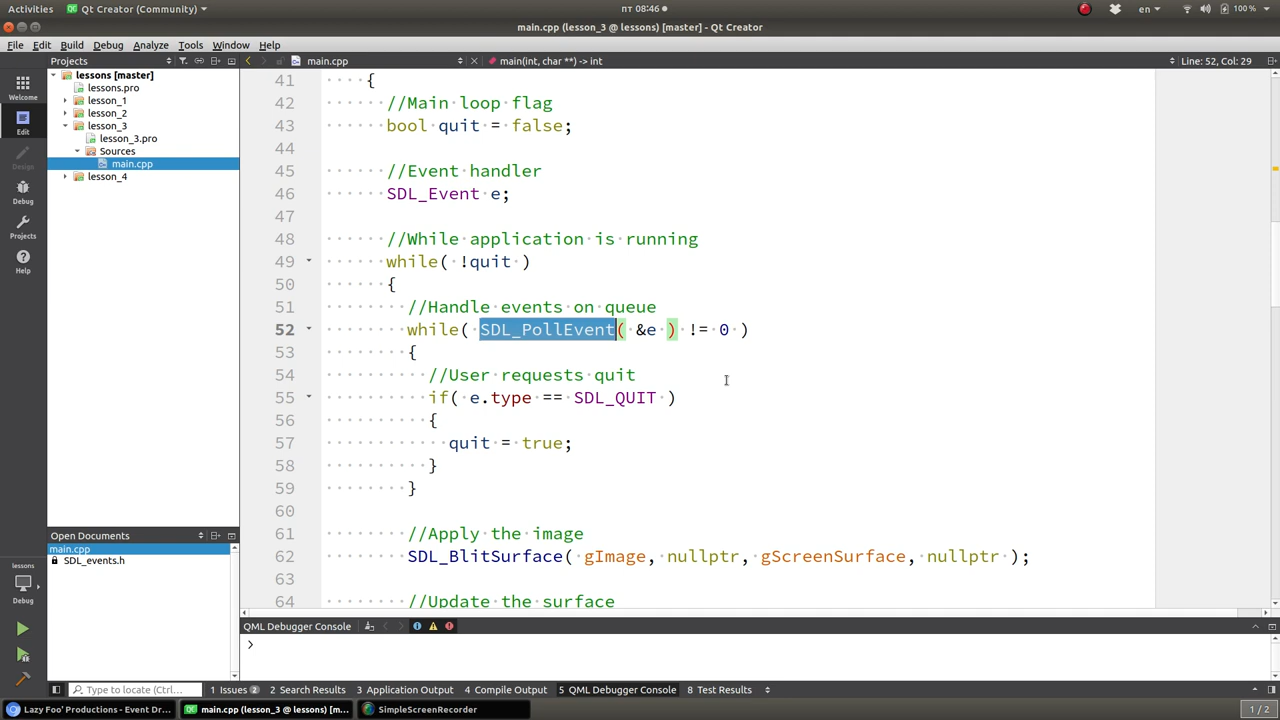 Activities
Qt Creator (Community)
пт 08:46
en
100 %
main.cpp (lesson_3 @ lessons) [master] - Qt Creator
File Edit Build Debug Analyze Tools Window Help
Projects
main.cpp
main(int, char **) -> int
Line: 52, Col: 29
Welcome
Edit
Design
Debug
Projects
Help
lessons
Debug
lessons [master]
lessons.pro
lesson_1
lesson_2
lesson_3
lesson_3.pro
Sources
main.cpp
lesson_4
Open Documents
main.cpp
SDL_events.h
41 {
42 //Main loop flag
43 bool quit = false;
44
45 //Event handler
46 SDL_Event e;
47
48 //While application is running
49 while( !quit )
50 {
51 //Handle events on queue
52 while( SDL_PollEvent( &e ) != 0 )
53 {
54 //User requests quit
55 if( e.type == SDL_QUIT )
56 {
57 quit = true;
58 }
59 }
60
61 //Apply the image
62 SDL_BlitSurface( gImage, nullptr, gScreenSurface, nullptr );
63
64 //Update the surface
QML Debugger Console
>
Type to locate (Ctrl+...
1 Issues 2
2 Search Results
3 Application Output
4 Compile Output
5 QML Debugger Console
8 Test Results
Lazy Foo' Productions - Event Dr...
main.cpp (lesson_3 @ lessons) [m...
SimpleScreenRecorder
1 / 2